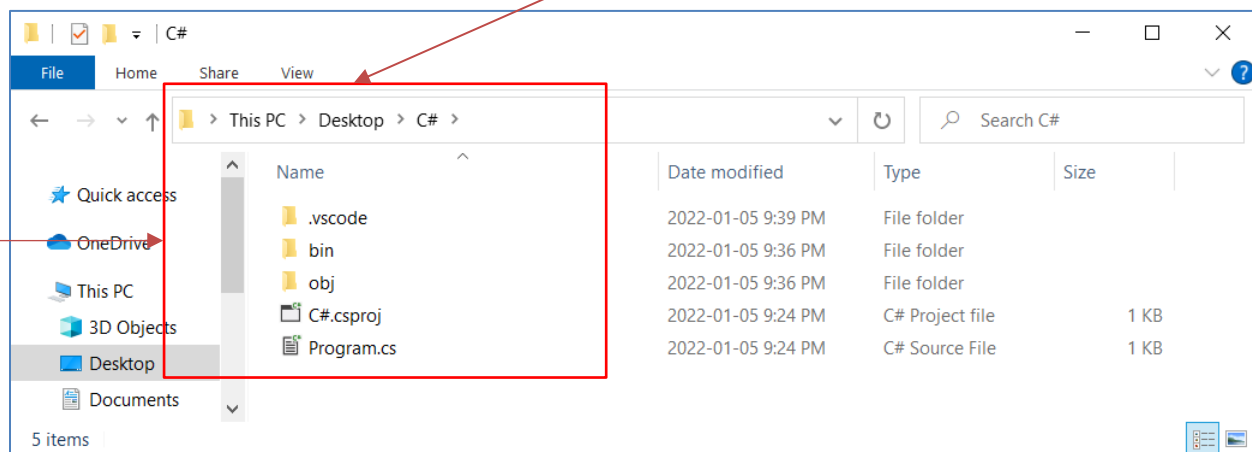 C#
File Home Share View
This PC > Desktop > C# >
Search C#
Name Date modified Type Size
Quick access
.vscode 2022-01-05 9:39 PM File folder
OneDrive
bin 2022-01-05 9:36 PM File folder
This PC
obj 2022-01-05 9:36 PM File folder
3D Objects
C#.csproj 2022-01-05 9:24 PM C# Project file 1 KB
Desktop
Program.cs 2022-01-05 9:24 PM C# Source File 1 KB
Documents
5 items